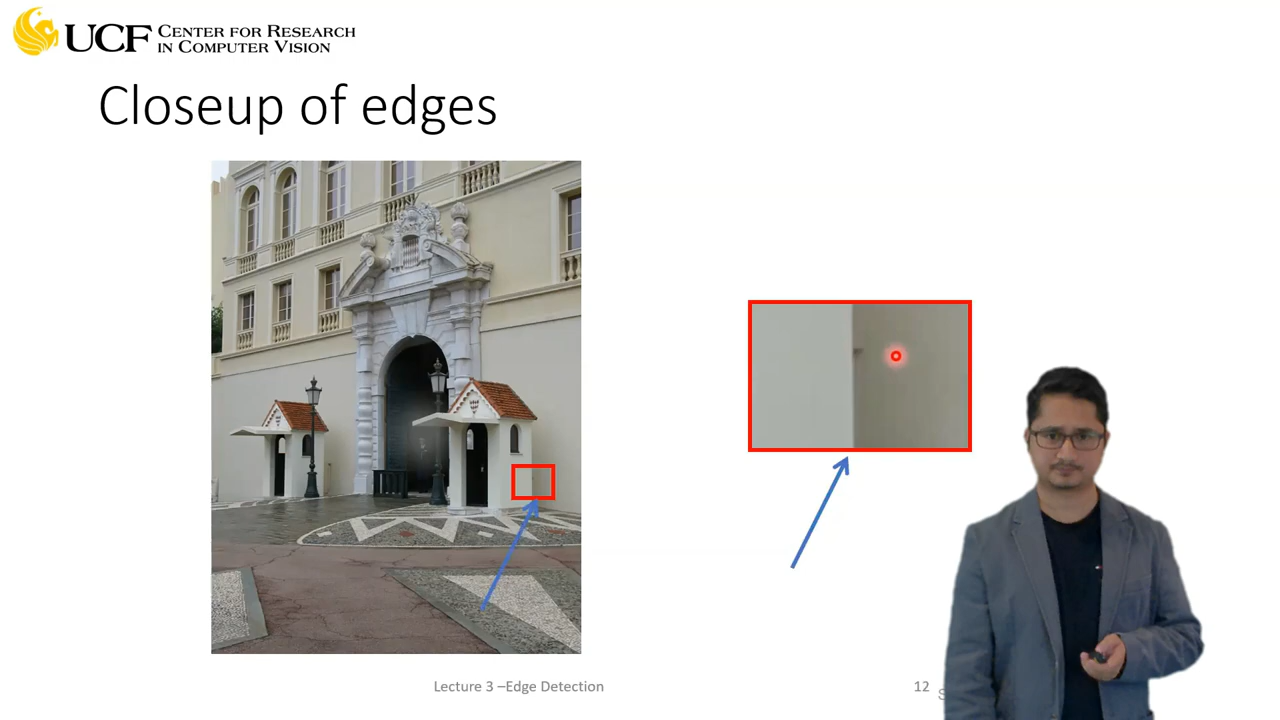 UCF CENTER FOR RESEARCH
IN COMPUTER VISION
Closeup of edges
Lecture 3 –Edge Detection
12